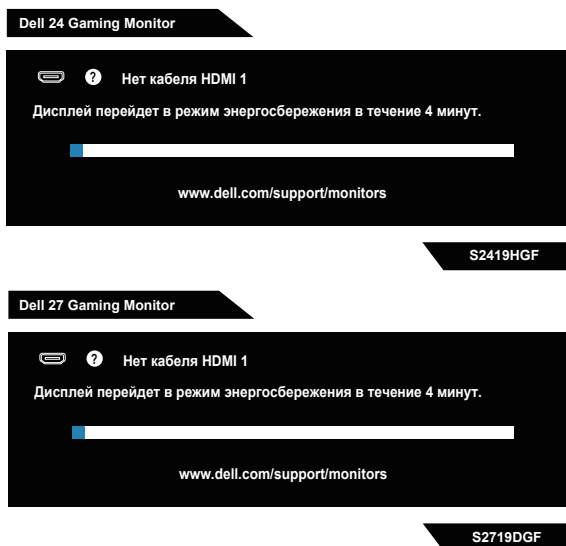 Dell 24 Gaming Monitor
? Нет кабеля HDMI 1
Дисплей перейдет в режим энергосбережения в течение 4 минут.
www.dell.com/support/monitors
S2419HGF
Dell 27 Gaming Monitor
? Нет кабеля HDMI 1
Дисплей перейдет в режим энергосбережения в течение 4 минут.
www.dell.com/support/monitors
S2719DGF